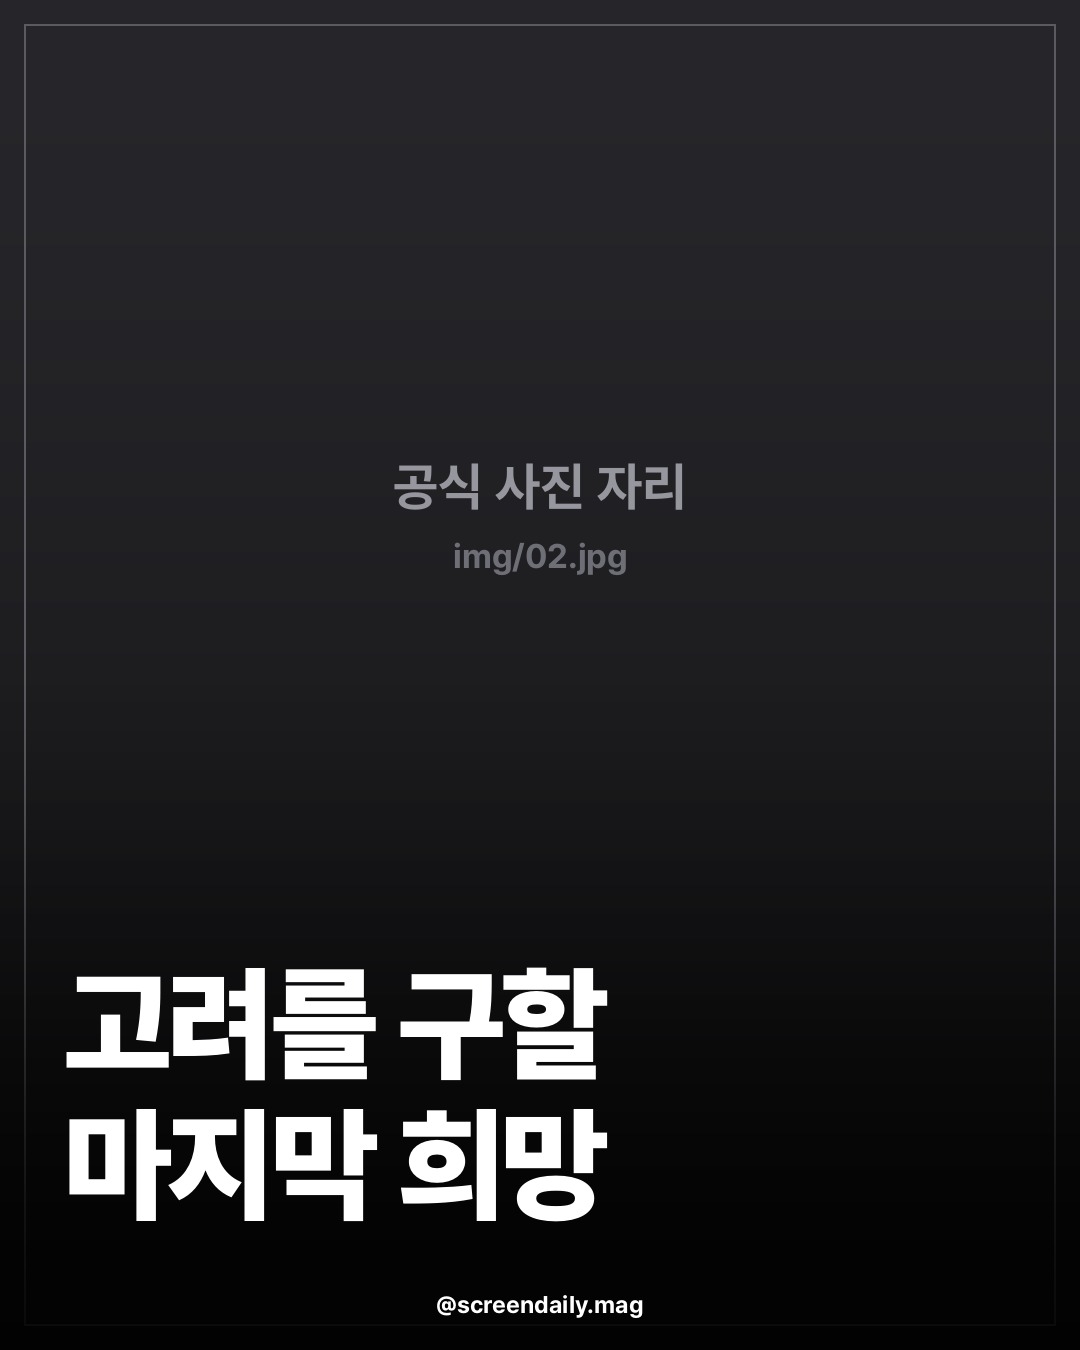 공식 사진 자리
img/02.jpg
고려를 구할
마지막 희망
@screendaily.mag